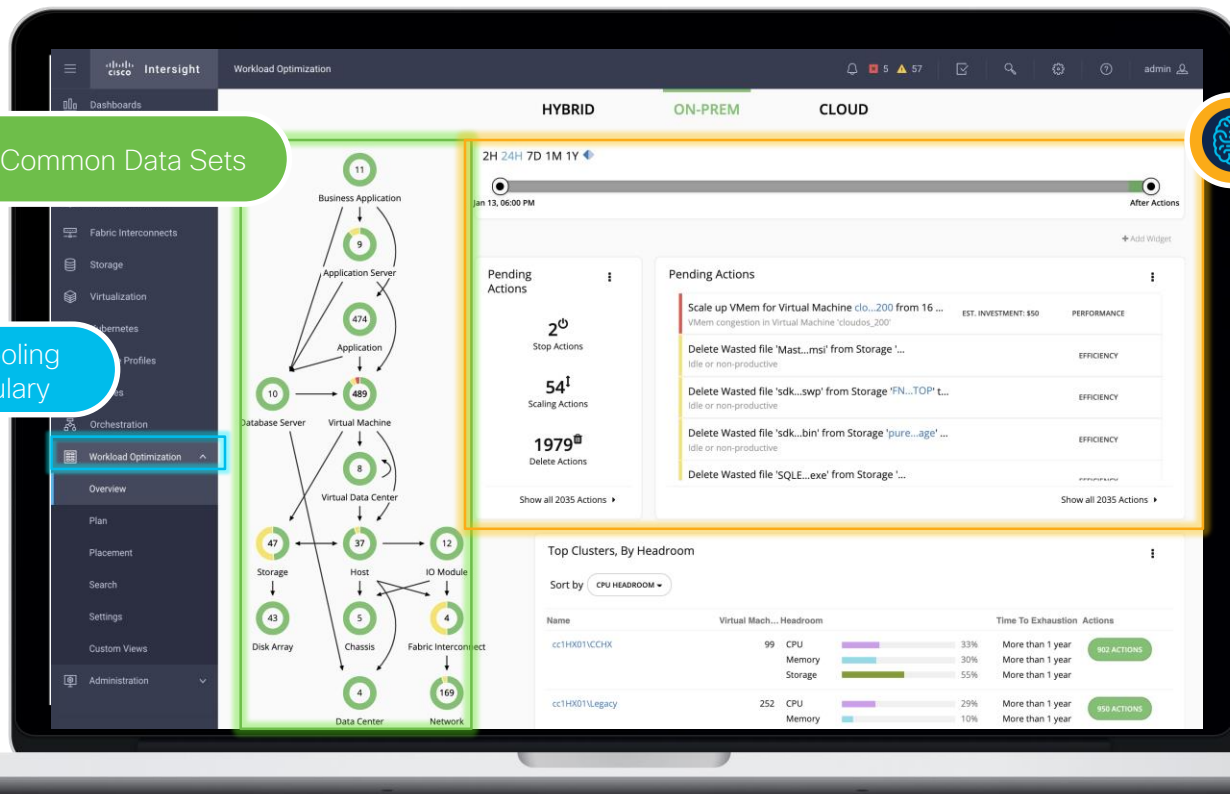 cisco Intersight
Workload Optimization
5 57
admin
Dashboards
HYBRID ON-PREM CLOUD
Common Data Sets
Fabric Interconnects
Storage
Virtualization
Profiles
Orchestration
Workload Optimization
Overview
Plan
Placement
Search
Settings
Custom Views
Administration
11
Business Application
9
Application Server
474
Application
10
Database Server
489
Virtual Machine
8
Virtual Data Center
47
Storage
37
Host
12
IO Module
43
Disk Array
5
Chassis
4
Fabric Interconnect
4
Data Center
169
Network
2H 24H 7D 1M 1Y
Jan 13, 06:00 PM
After Actions
+ Add Widget
Pending
Actions
2
Stop Actions
54
Scaling Actions
1979
Delete Actions
Show all 2035 Actions
Pending Actions
Scale up VMem for Virtual Machine clo...200 from 16 ... EST. INVESTMENT: $50 PERFORMANCE
VMem congestion in Virtual Machine 'cloudos_200'
Delete Wasted file 'Mast...msi' from Storage '... EFFICIENCY
Idle or non-productive
Delete Wasted file 'sdk...swp' from Storage 'FN...TOP' t... EFFICIENCY
Idle or non-productive
Delete Wasted file 'sdk...bin' from Storage 'pure...age' ... EFFICIENCY
Idle or non-productive
Delete Wasted file 'SQLE...exe' from Storage '...
Show all 2035 Actions
Top Clusters, By Headroom
Sort by CPU HEADROOM
Name Virtual Mach... Headroom Time To Exhaustion Actions
cc1HX01\CCHX 99 CPU 33% More than 1 year 902 ACTIONS
Memory 30% More than 1 year
Storage 55% More than 1 year
cc1HX01\Legacy 252 CPU 29% More than 1 year 950 ACTIONS
Memory 10% More than 1 year